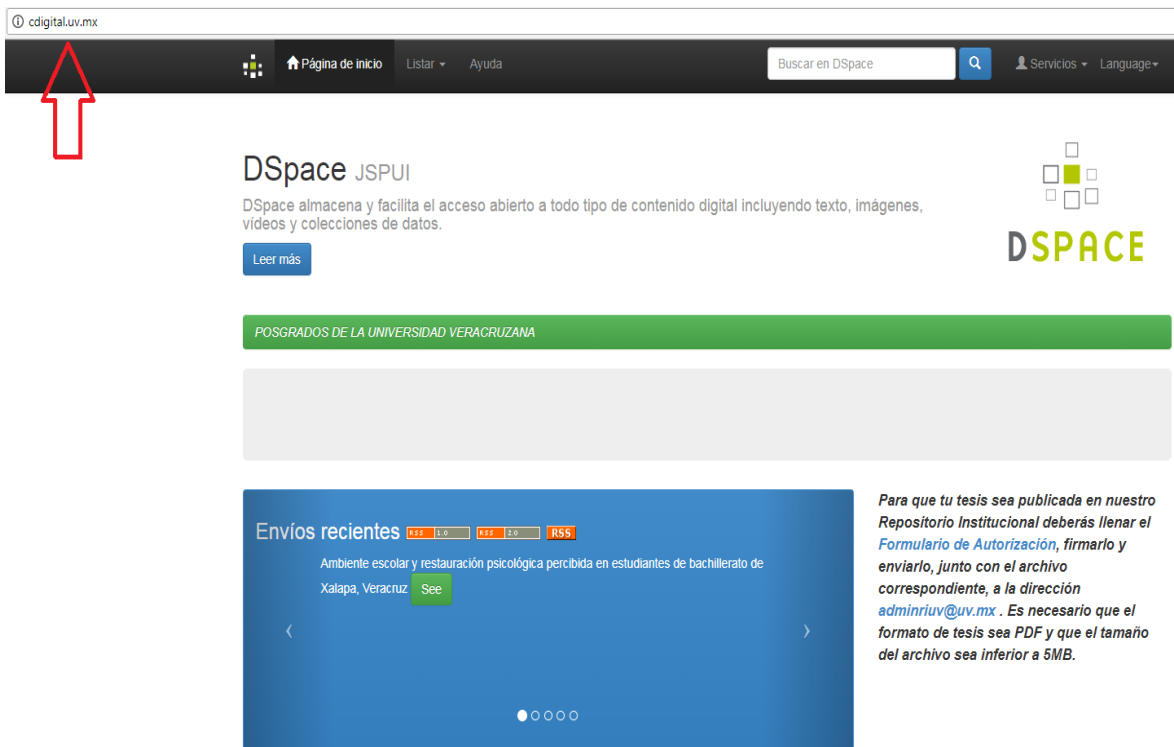 cdigital.uv.mx
Página de inicio Listar Ayuda Buscar en DSpace Servicios Language
DSpace JSPUI
DSpace almacena y facilita el acceso abierto a todo tipo de contenido digital incluyendo texto, imágenes,
vídeos y colecciones de datos.
Leer más
DSPACE
POSGRADOS DE LA UNIVERSIDAD VERACRUZANA
Envíos recientes RSS 1.0 RSS 2.0 RSS
Ambiente escolar y restauración psicológica percibida en estudiantes de bachillerato de
Xalapa, Veracruz See
Para que tu tesis sea publicada en nuestro
Repositorio Institucional deberás llenar el
Formulario de Autorización, firmarlo y
enviarlo, junto con el archivo
correspondiente, a la dirección
adminriuv@uv.mx . Es necesario que el
formato de tesis sea PDF y que el tamaño
del archivo sea inferior a 5MB.